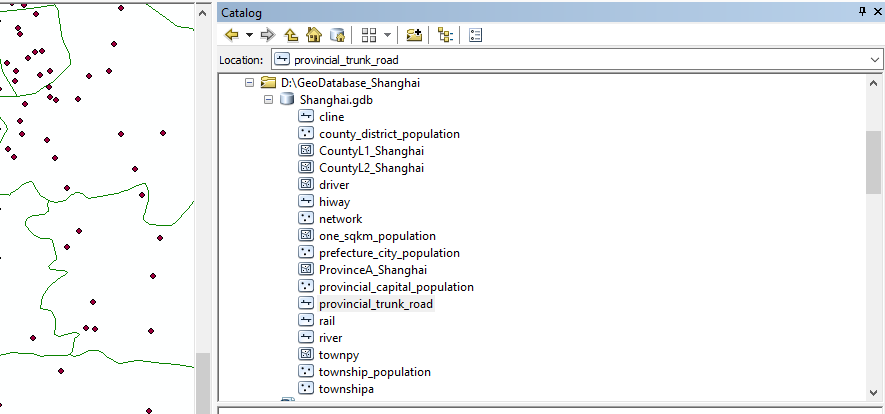 Catalog
Location: provincial_trunk_road
D:\GeoDatabase_Shanghai
Shanghai.gdb
cline
county_district_population
CountyL1_Shanghai
CountyL2_Shanghai
driver
hiway
network
one_sqkm_population
prefecture_city_population
ProvinceA_Shanghai
provincial_capital_population
provincial_trunk_road
rail
river
townpy
township_population
townshipa